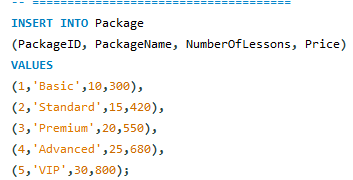 -- =====================================
INSERT INTO Package
(PackageID, PackageName, NumberOfLessons, Price)
VALUES
(1,'Basic',10,300),
(2,'Standard',15,420),
(3,'Premium',20,550),
(4,'Advanced',25,680),
(5,'VIP',30,800);